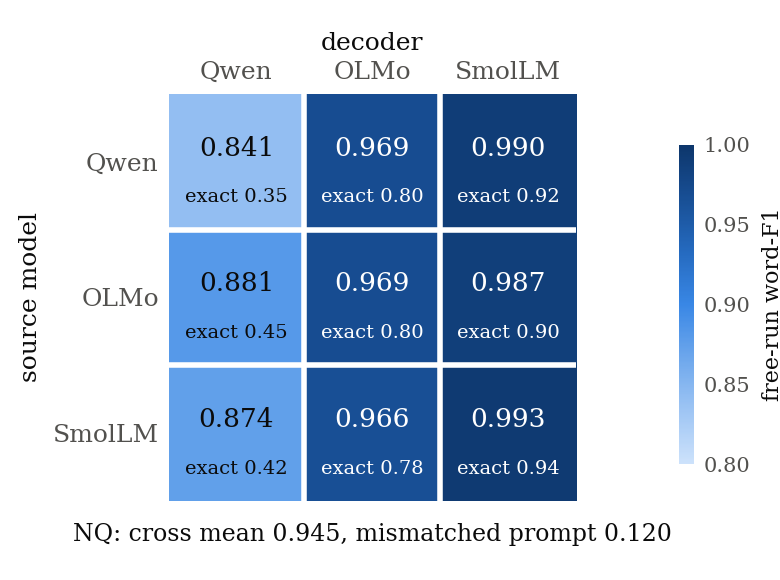 decoder
Qwen OLMo SmolLM
source model
Qwen 0.841 0.969 0.990
exact 0.35 exact 0.80 exact 0.92
OLMo 0.881 0.969 0.987
exact 0.45 exact 0.80 exact 0.90
SmolLM 0.874 0.966 0.993
exact 0.42 exact 0.78 exact 0.94
1.00
0.95
0.90
0.85
0.80
free-run word-F1
NQ: cross mean 0.945, mismatched prompt 0.120